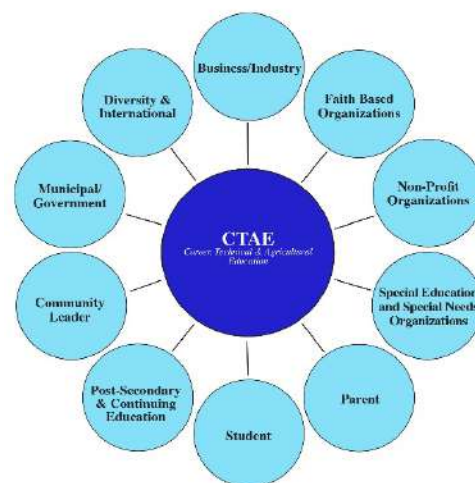 Business/Industry
Faith Based
Organizations
Non-Profit
Organizations
Special Education
and Special Needs
Organizations
Parent
Student
Post-Secondary
& Continuing
Education
Community
Leader
Municipal/
Government
Diversity &
International
CTAE
Career, Technical & Agricultural
Education